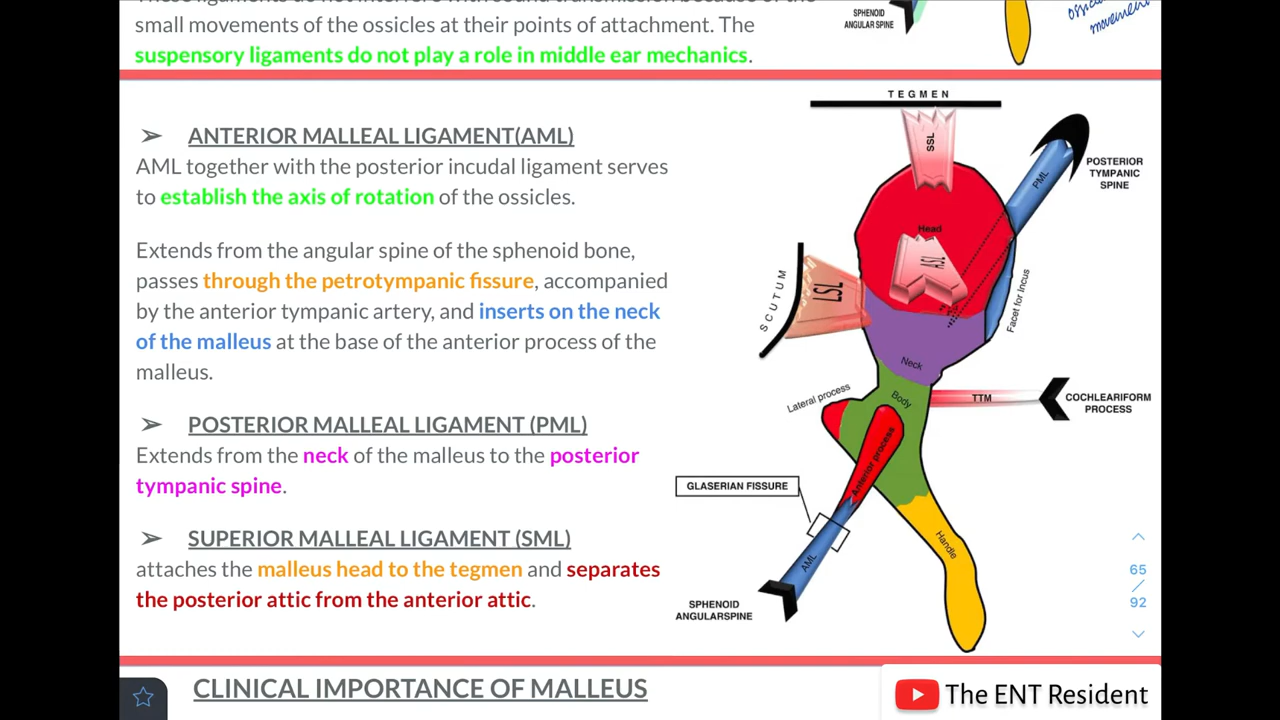 small movements of the ossicles at their points of attachment. The
suspensory ligaments do not play a role in middle ear mechanics.
SPHENOID
ANGULAR SPINE
movement
➢ ANTERIOR MALLEAL LIGAMENT(AML)
AML together with the posterior incudal ligament serves
to establish the axis of rotation of the ossicles.
Extends from the angular spine of the sphenoid bone,
passes through the petrotympanic fissure, accompanied
by the anterior tympanic artery, and inserts on the neck
of the malleus at the base of the anterior process of the
malleus.
➢ POSTERIOR MALLEAL LIGAMENT (PML)
Extends from the neck of the malleus to the posterior
tympanic spine.
➢ SUPERIOR MALLEAL LIGAMENT (SML)
attaches the malleus head to the tegmen and separates
the posterior attic from the anterior attic.
TEGMEN
SSL
PML
POSTERIOR
TYMPANIC
SPINE
Head
ASL
LSL
SCUTUM
Facet for Incus
Neck
Lateral process
Body
TTM
COCHLEARIFORM
PROCESS
Anterior process
GLASERIAN FISSURE
Handle
AML
SPHENOID
ANGULARSPINE
65
/
92
CLINICAL IMPORTANCE OF MALLEUS
The ENT Resident